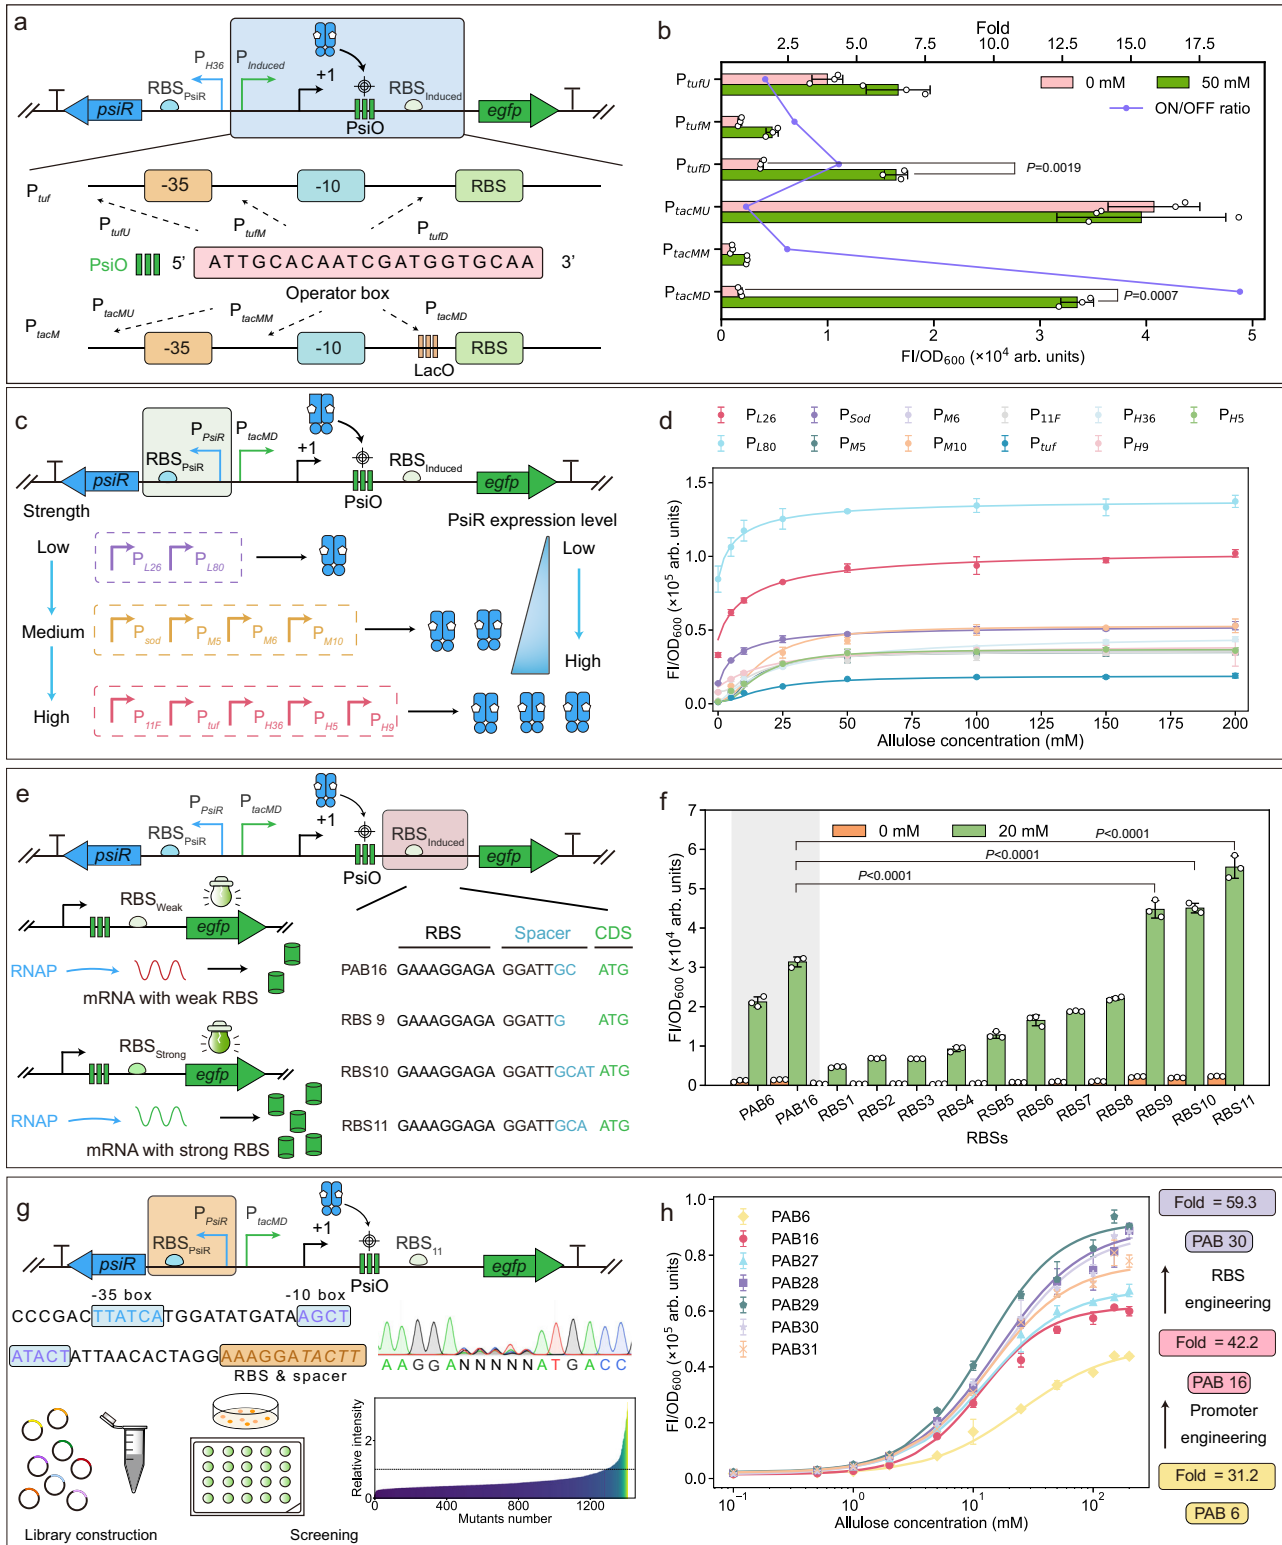 a
P_H36
P_Induced
RBS_PsiR
+1
RBS_Induced
psiR
PsiO
egfp
-35
-10
RBS
P_tuf
P_tufU
P_tufM
P_tufD
PsiO
5'
ATTGCACAATCGATGGTGCAA
3'
Operator box
P_tacMU
P_tacMM
P_tacMD
P_tacM
-35
-10
RBS
LacO
b
Fold
2.5 5.0 7.5 10.0 12.5 15.0 17.5
0 mM
50 mM
ON/OFF ratio
P_tufU
P_tufM
P_tufD
P_tacMU
P_tacMM
P_tacMD
P=0.0019
P=0.0007
0 1 2 3 4 5
FI/OD600 (×10⁴ arb. units)
c
P_PsiR
P_tacMD
RBS_PsiR
+1
RBS_Induced
psiR
PsiO
egfp
Strength
PsiR expression level
Low
P_L26 P_L80
Low
Medium
P_sod P_M5 P_M6 P_M10
High
High
P_11F P_tuf P_H36 P_H5 P_H9
d
P_L26 P_Sod P_M6 P_11F P_H36 P_H5
P_L80 P_M5 P_M10 P_tuf P_H9
FI/OD600 (×10⁵ arb. units)
1.5
1.0
0.5
0.0
0 25 50 75 100 125 150 175 200
Allulose concentration (mM)
e
P_PsiR
P_tacMD
RBS_PsiR
+1
RBS_Induced
psiR
PsiO
egfp
RBS_Weak
egfp
RNAP
mRNA with weak RBS
RBS_Strong
egfp
RNAP
mRNA with strong RBS
RBS Spacer CDS
PAB16 GAAAGGAGA GGATTGC ATG
RBS 9 GAAAGGAGA GGATTG ATG
RBS10 GAAAGGAGA GGATTGCAT ATG
RBS11 GAAAGGAGA GGATTGCA ATG
f
0 mM
20 mM
P<0.0001
P<0.0001
P<0.0001
FI/OD600 (×10⁴ arb. units)
7
6
5
4
3
2
1
0
PAB6 PAB16 RBS1 RBS2 RBS3 RBS4 RSB5 RBS6 RBS7 RBS8 RBS9 RBS10 RBS11
RBSs
g
P_PsiR
P_tacMD
RBS_PsiR
+1
RBS_11
psiR
PsiO
egfp
-35 box
-10 box
CCCGACTTATCATGGATATGATAAGCT
ATACTATTAACACTAGGAAAGGATACTT
RBS & spacer
AAGGANNNNNATGACC
Library construction
Screening
Relative intensity
2
0
0 400 800 1200
Mutants number
h
PAB6
PAB16
PAB27
PAB28
PAB29
PAB30
PAB31
FI/OD600 (×10⁵ arb. units)
1.0
0.8
0.6
0.4
0.2
0.0
10⁻¹ 10⁰ 10¹ 10²
Allulose concentration (mM)
Fold = 59.3
PAB 30
RBS
engineering
Fold = 42.2
PAB 16
Promoter
engineering
Fold = 31.2
PAB 6